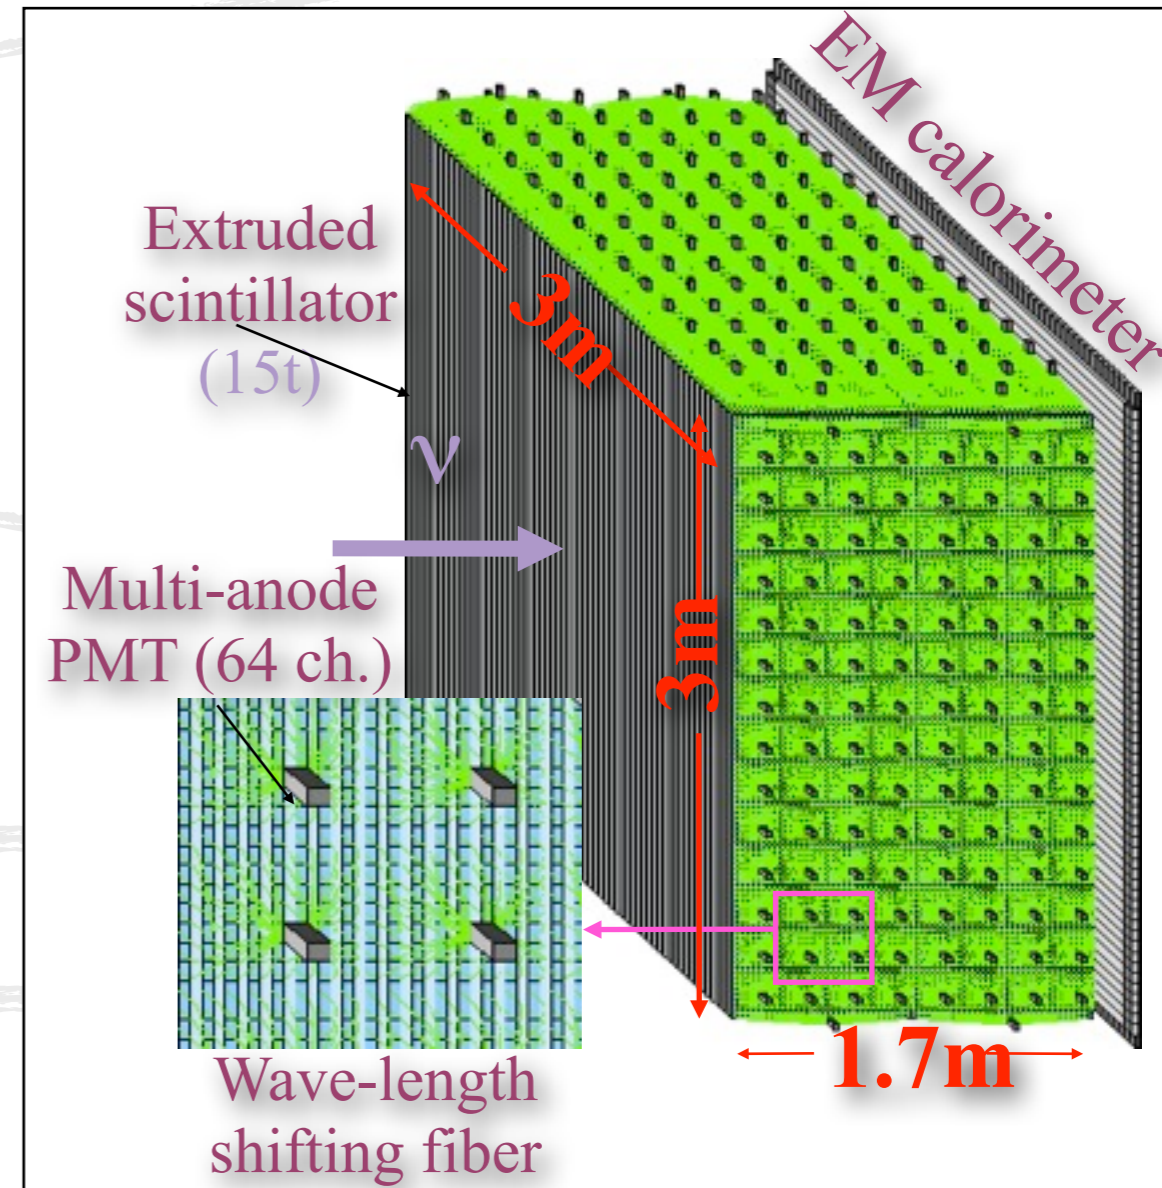 EM calorimeter
Extruded
scintillator
(15t)
3m
ν
Multi-anode
PMT (64 ch.)
3m
1.7m
Wave-length
shifting fiber